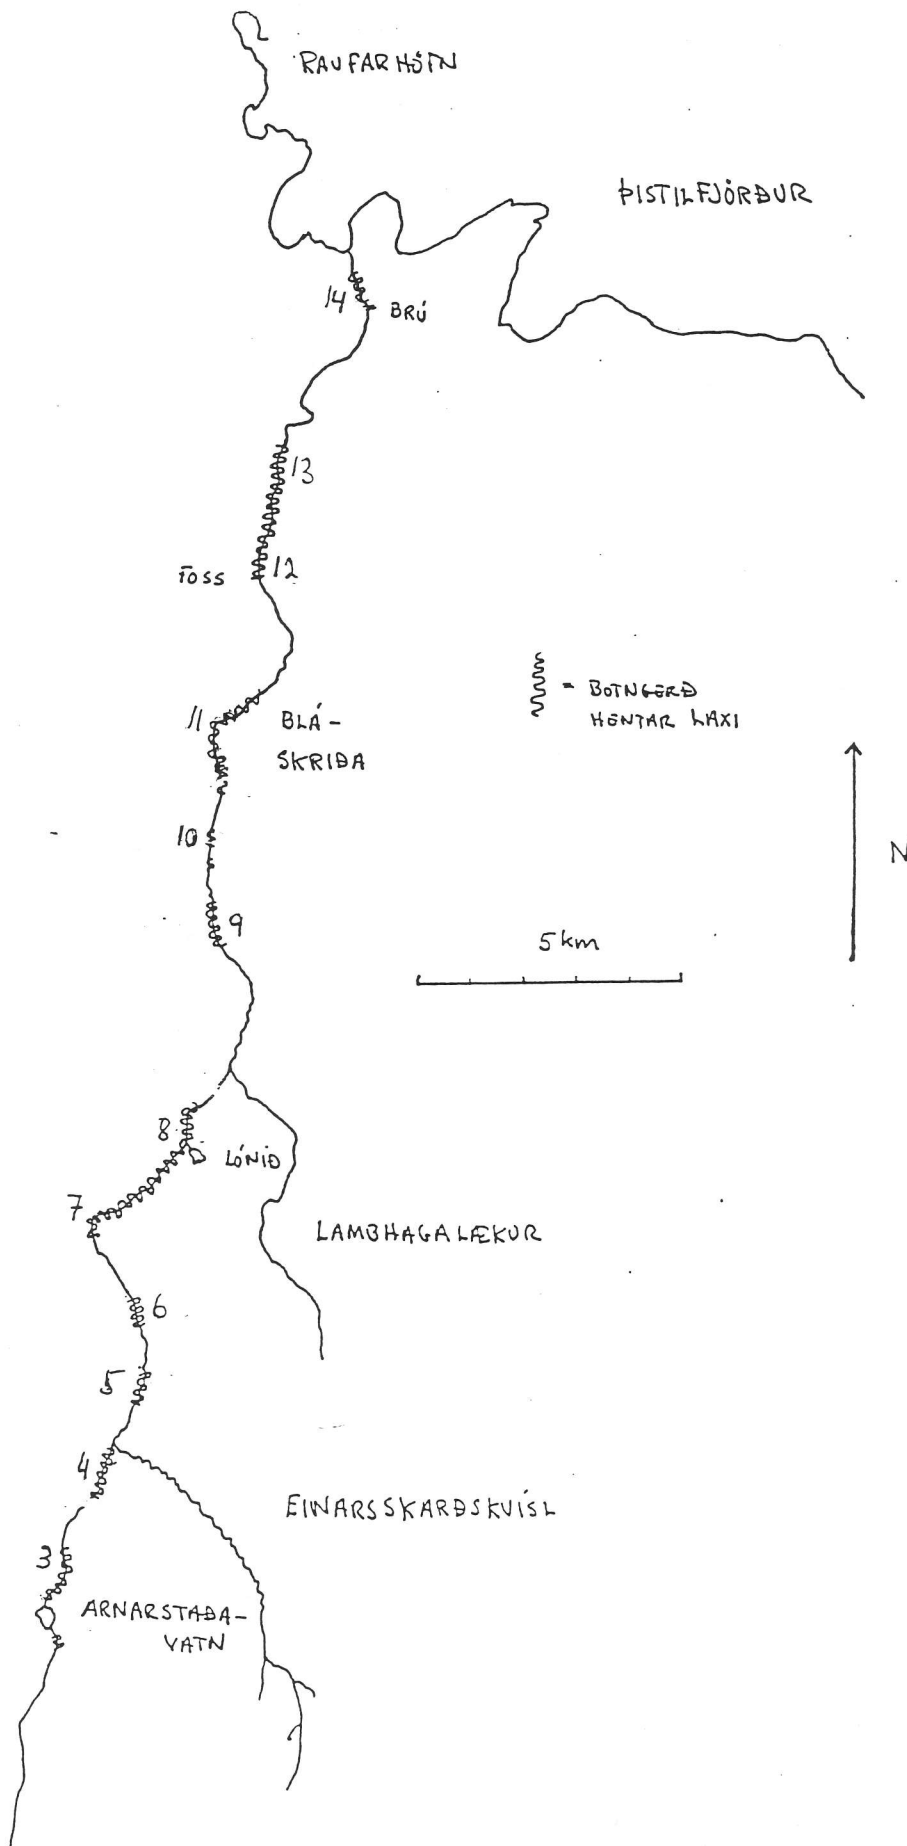 RAUFARHÖFN
ÞISTILFJÖRÐUR
14
BRÚ
13
12
FOSS
11
BLÁ-
SKRIÐA
= BOTNGERÐ
HENTAR LAXI
10
N
9
5 km
8
LÓNIÐ
7
LAMBHAGALÆKUR
6
5
4
EINARSSKARÐSKVÍSL
3
ARNARSTAÐA-
VATN